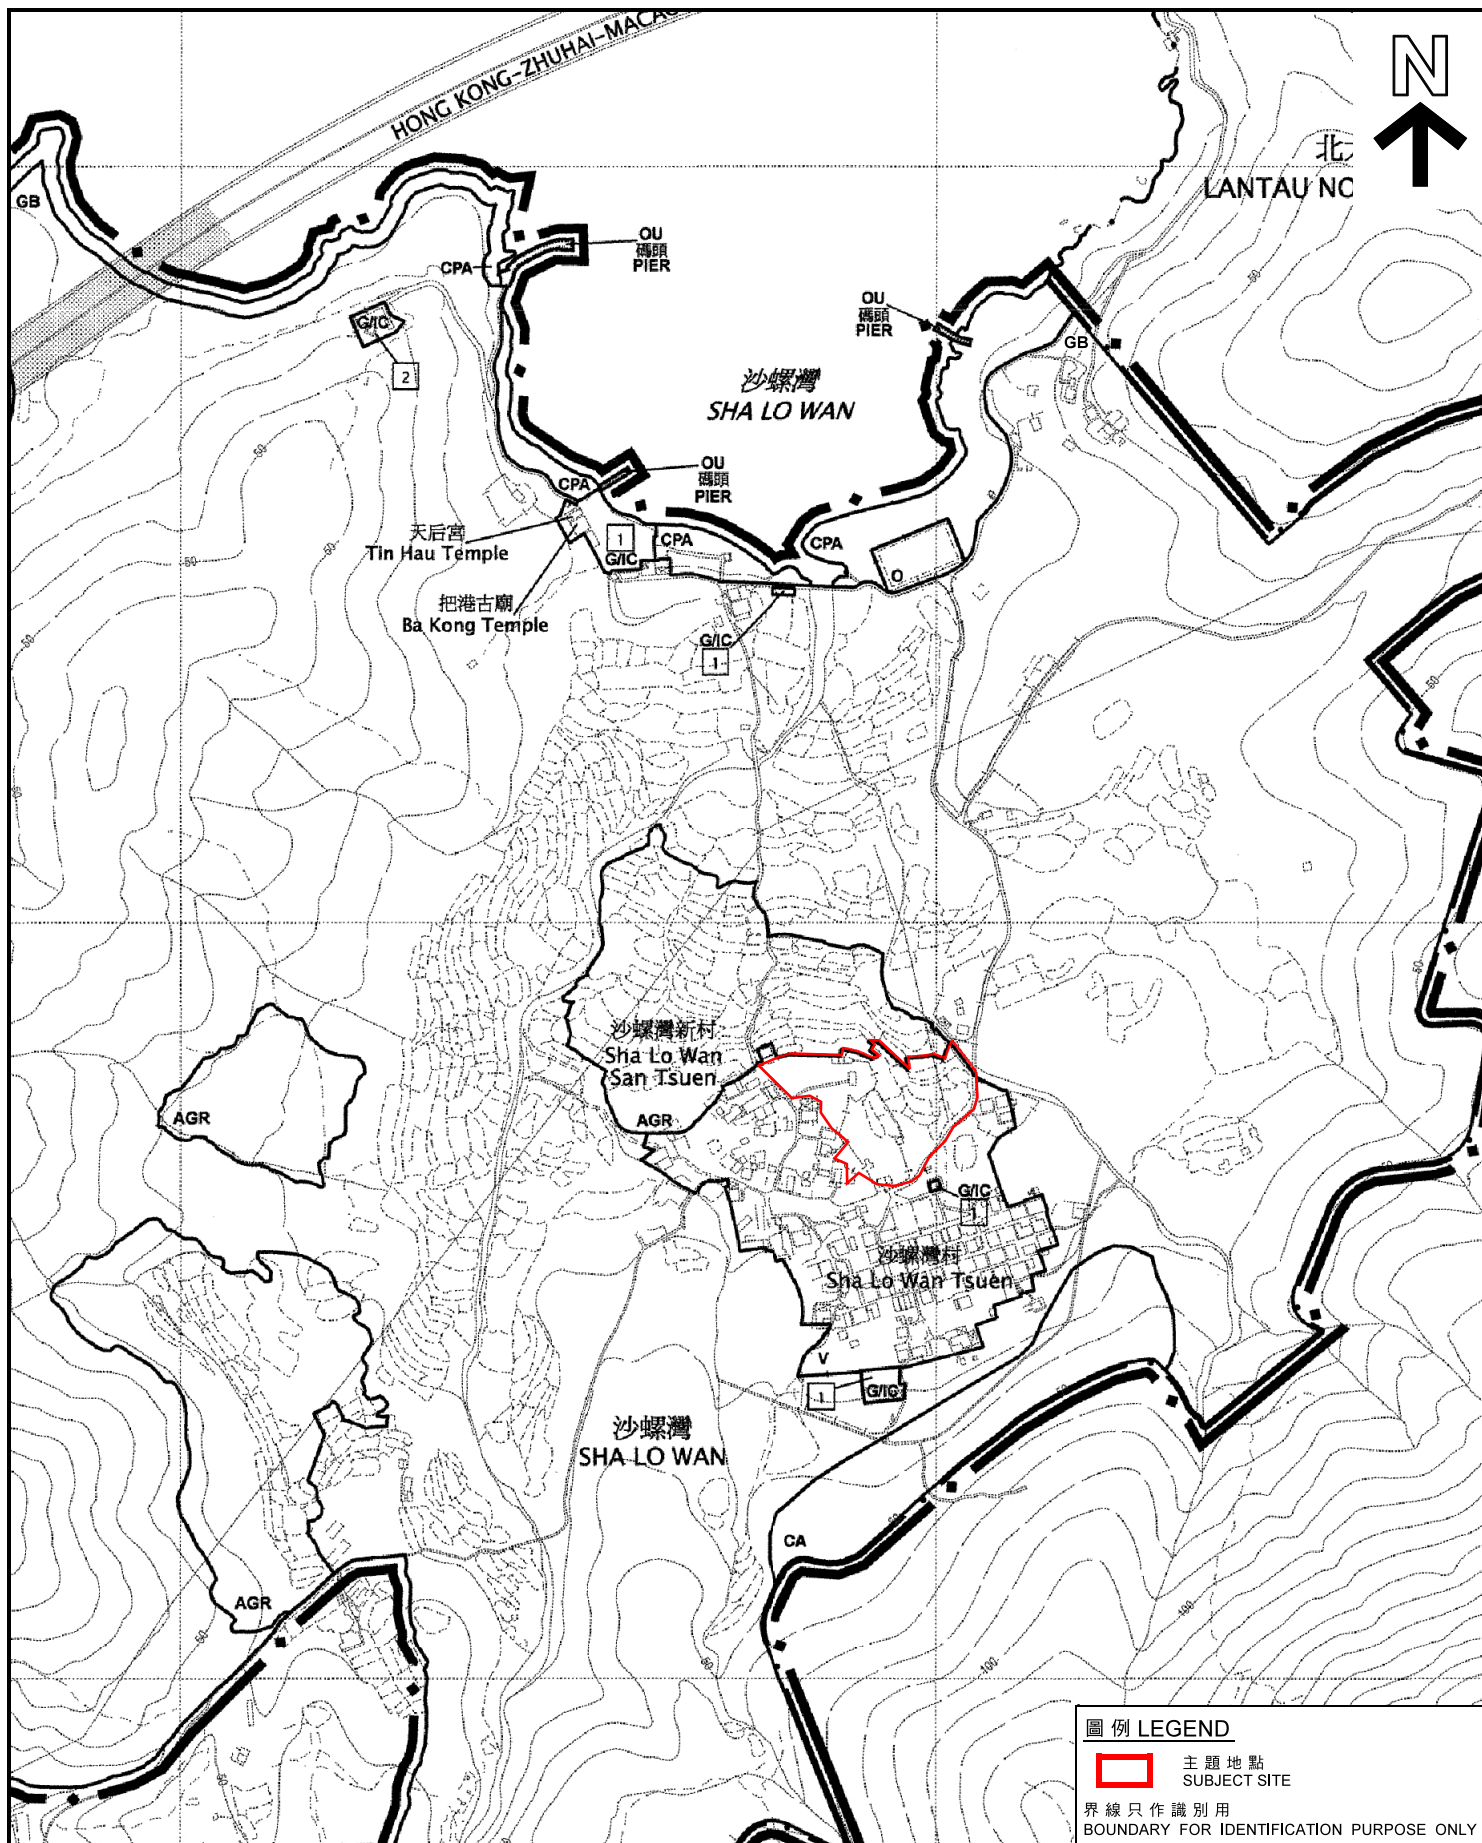 HONG KONG-ZHUHAI-MACAU
N
北
LANTAU NO
GB
OU
碼頭
PIER
CPA
G/IC
2
OU
碼頭
PIER
GB
沙螺灣
SHA LO WAN
OU
碼頭
PIER
CPA
天后宮
Tin Hau Temple
1
G/IC
CPA
CPA
O
把港古廟
Ba Kong Temple
G/IC
1
沙螺灣新村
Sha Lo Wan
San Tsuen
AGR
AGR
G/IC
1
沙螺灣村
Sha Lo Wan Tsuen
V
1
G/IC
沙螺灣
SHA LO WAN
CA
AGR
100
100
圖例 LEGEND
主題地點
SUBJECT SITE
界線只作識別用
BOUNDARY FOR IDENTIFICATION PURPOSE ONLY